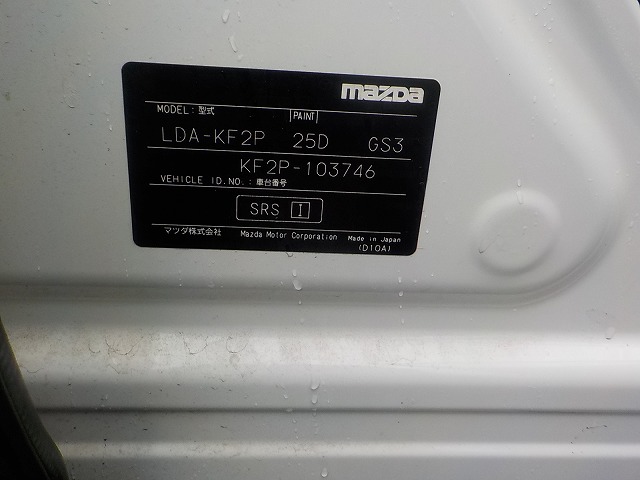 mazda
MODEL: 型式 PAINT
LDA-KF2P 25D GS3
KF2P-103746
VEHICLE ID.NO.: 車台番号
SRS I
マツダ株式会社 Mazda Motor Corporation Made in Japan
(D10A)